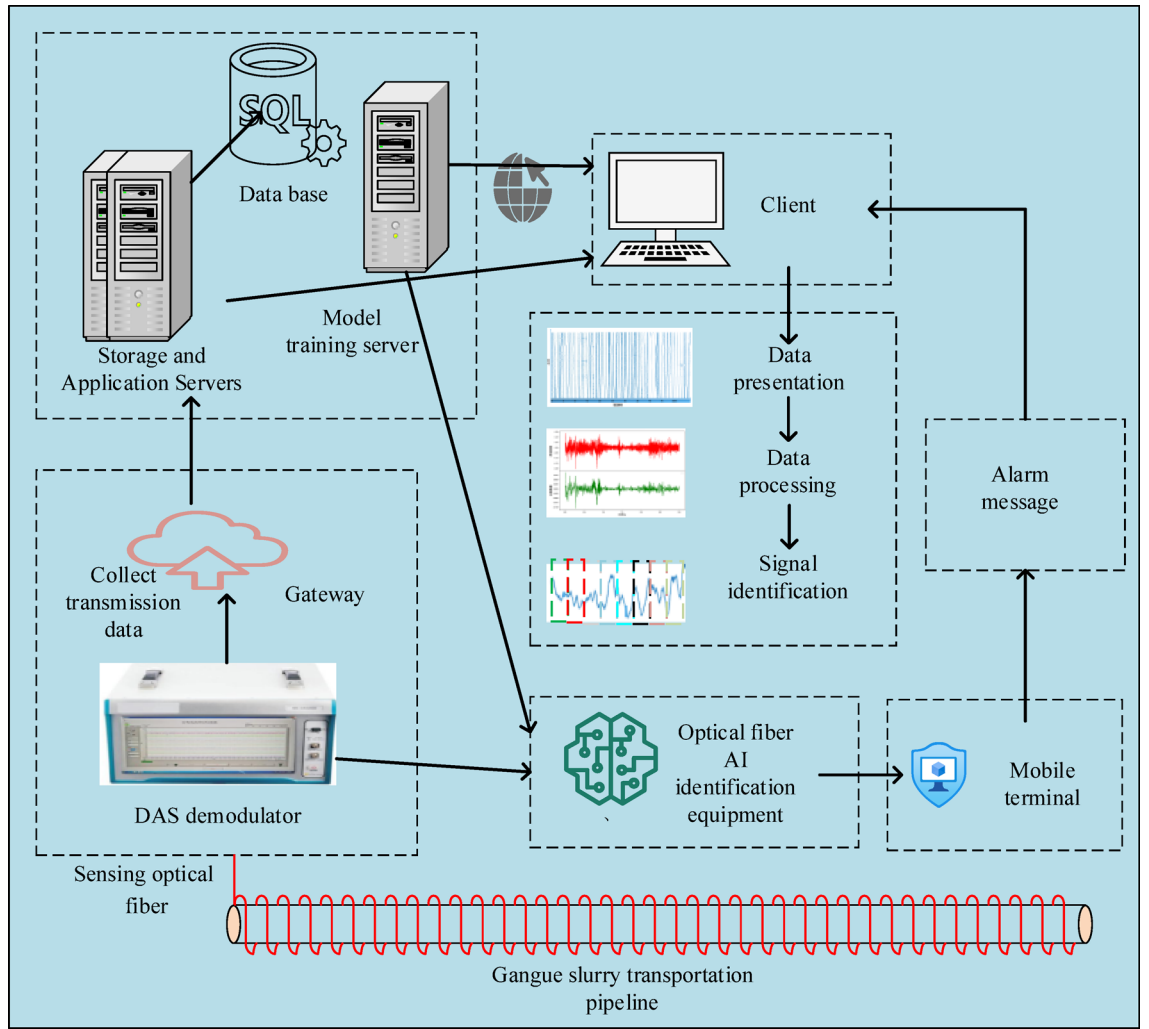 SQL
Data base
Client
Storage and
Application Servers
Model
training server
Data
presentation
Data
processing
Signal
identification
Alarm
message
Collect
transmission
data
Gateway
DAS demodulator
Optical fiber
AI
identification
equipment
、
Mobile
terminal
Sensing optical
fiber
Gangue slurry transportation
pipeline